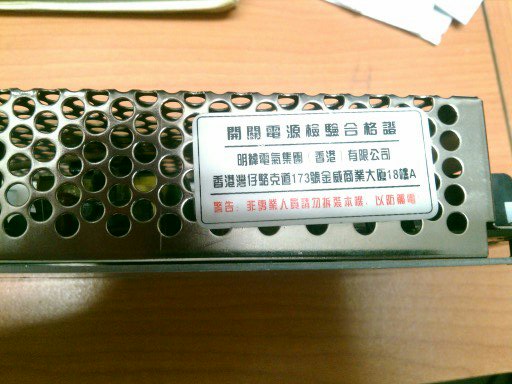 開關電源檢驗合格證
明緯電氣集團（香港）有限公司
香港灣仔駱克道173號金威商業大廈18樓A
警告：非專業人員請勿拆裝本機，以防觸電